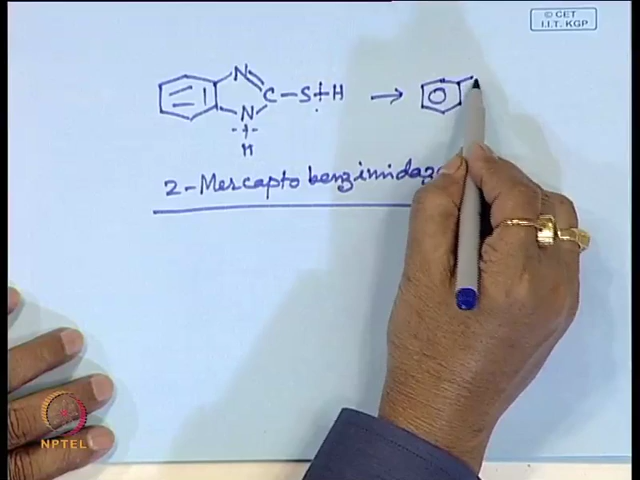 © CET
I.I.T. KGP
N
C – S + H →
N
H
2-Mercapto benzimidaz
NPTEL